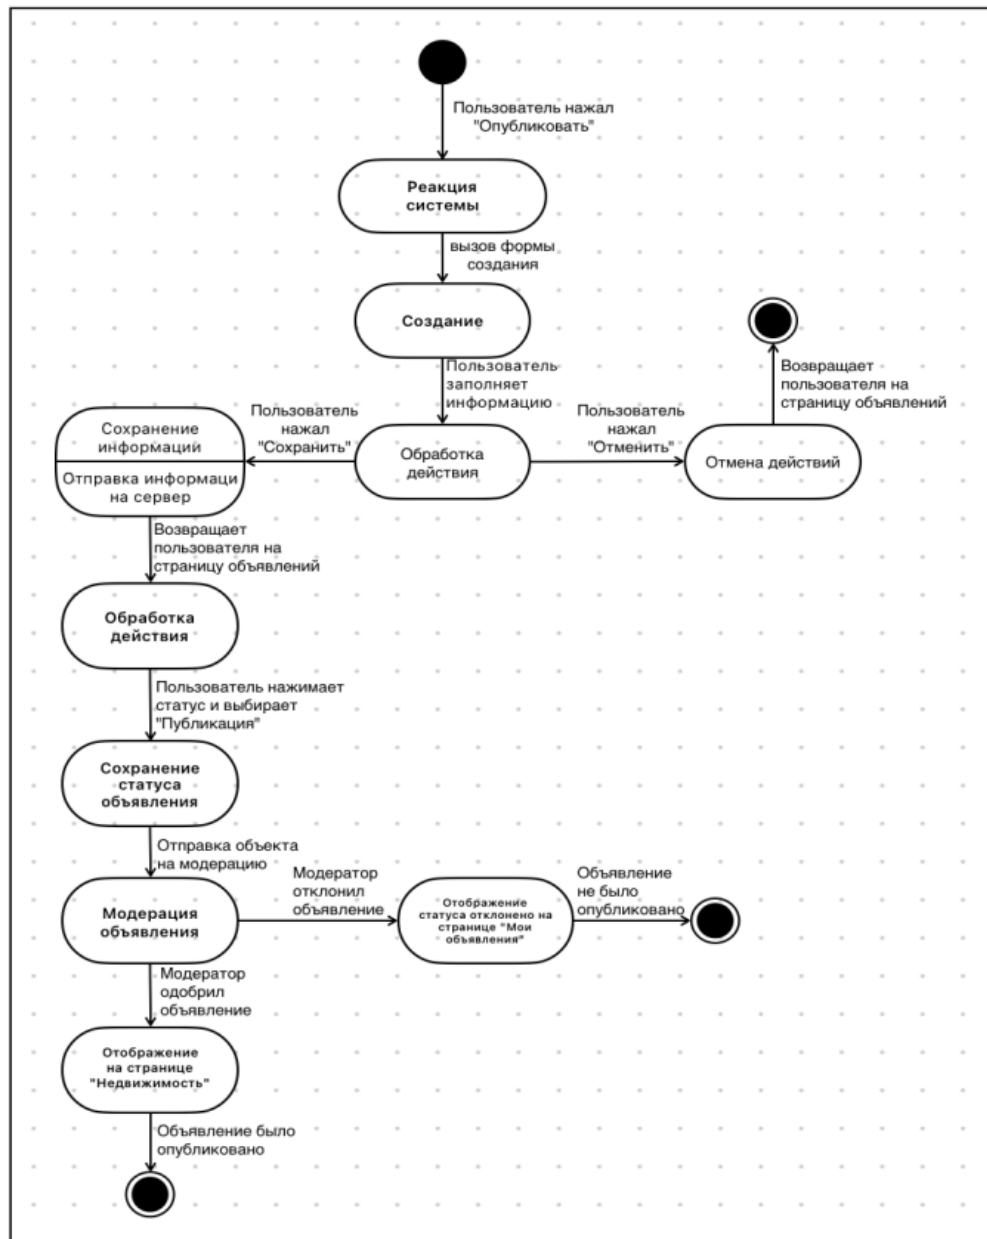 Пользователь нажал
"Опубликовать"
Реакция
системы
вызов формы
создания
Создание
Пользователь
заполняет
информацию
Возвращает
пользователя на
страницу объявлений
Сохранение
информаций
Отправка информаци
на сервер
Пользователь
нажал
"Сохранить"
Обработка
действия
Пользователь
нажал
"Отменить"
Отмена действий
Возвращает
пользователя на
страницу объявлений
Обработка
действия
Пользователь нажимает
статус и выбирает
"Публикация"
Сохранение
статуса
объявления
Отправка объекта
на модерацию
Модерация
объявления
Модератор
отклонил
объявление
Отображение
статуса отклонено на
странице "Мои
объявления"
Объявление
не было
опубликовано
Модератор
одобрил
объявление
Отображение
на странице
"Недвижимость"
Объявление было
опубликовано